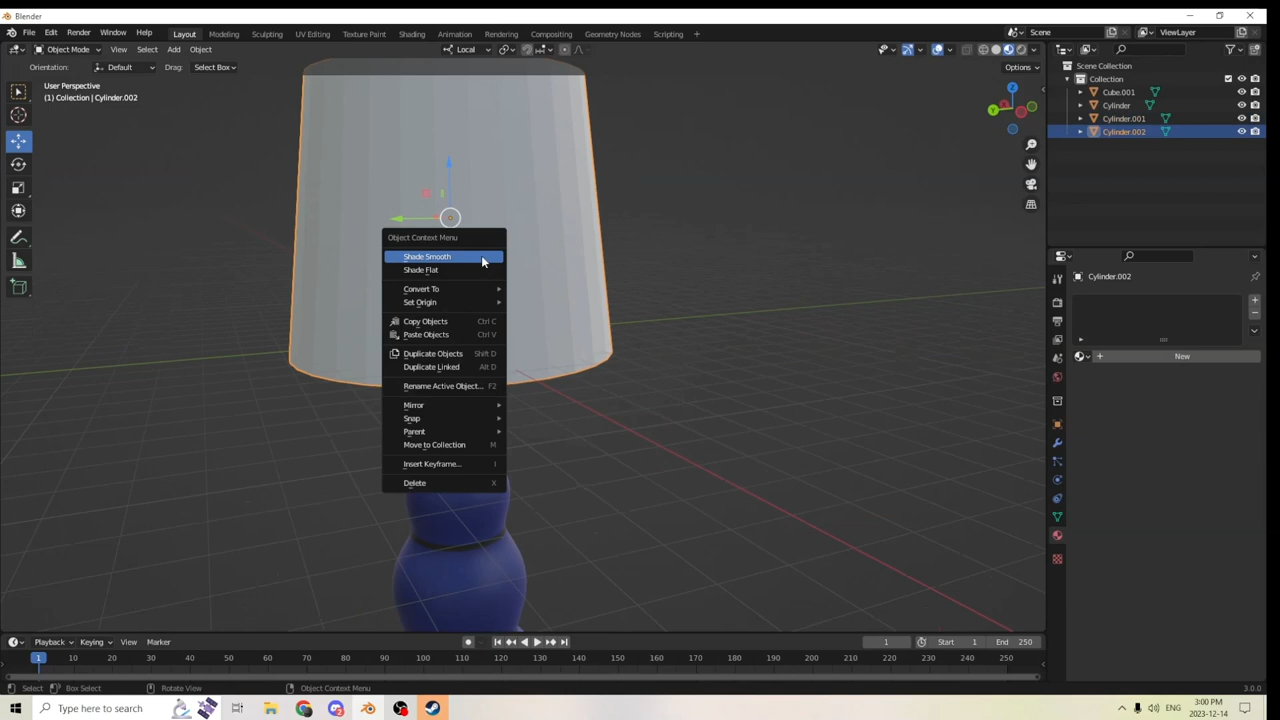 Blender
File Edit Render Window Help Layout Modeling Sculpting UV Editing Texture Paint Shading Animation Rendering Compositing Geometry Nodes Scripting + Scene ViewLayer
Object Mode View Select Add Object Local
Orientation: Default Drag: Select Box Options
User Perspective
(1) Collection | Cylinder.002
Z
Y
X
Object Context Menu
Shade Smooth
Shade Flat
Convert To
Set Origin
Copy Objects Ctrl C
Paste Objects Ctrl V
Duplicate Objects Shift D
Duplicate Linked Alt D
Rename Active Object... F2
Mirror
Snap
Parent
Move to Collection M
Insert Keyframe... I
Delete X
Scene Collection
Collection
Cube.001
Cylinder
Cylinder.001
Cylinder.002
Cylinder.002
New
Playback Keying View Marker 1 Start 1 End 250
1 10 20 30 40 50 60 70 80 90 100 110 120 130 140 150 160 170 180 190 200 210 220 230 240 250
Select Box Select Rotate View Object Context Menu 3.0.0
Type here to search ENG 3:00 PM
2023-12-14